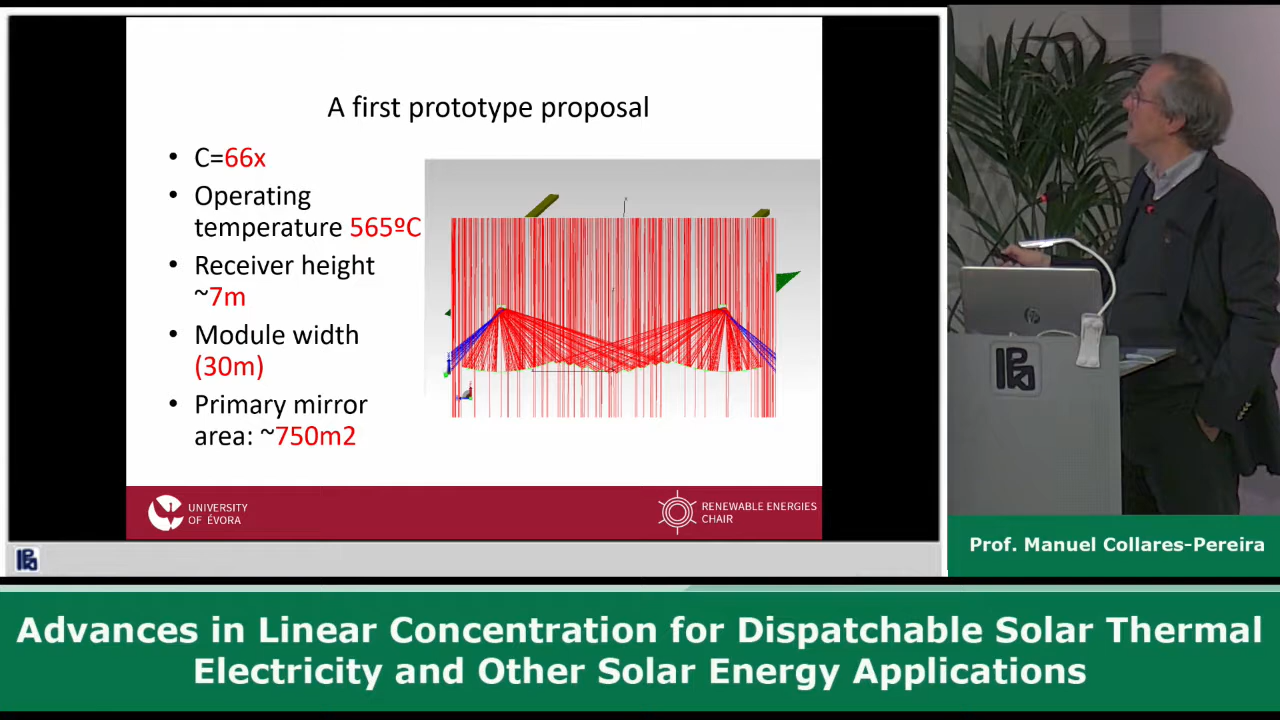 A first prototype proposal
• C=66x
• Operating
temperature 565ºC
• Receiver height
~7m
• Module width
(30m)
• Primary mirror
area: ~750m2
UNIVERSITY
OF ÉVORA
RENEWABLE ENERGIES
CHAIR
Prof. Manuel Collares-Pereira
Advances in Linear Concentration for Dispatchable Solar Thermal
Electricity and Other Solar Energy Applications